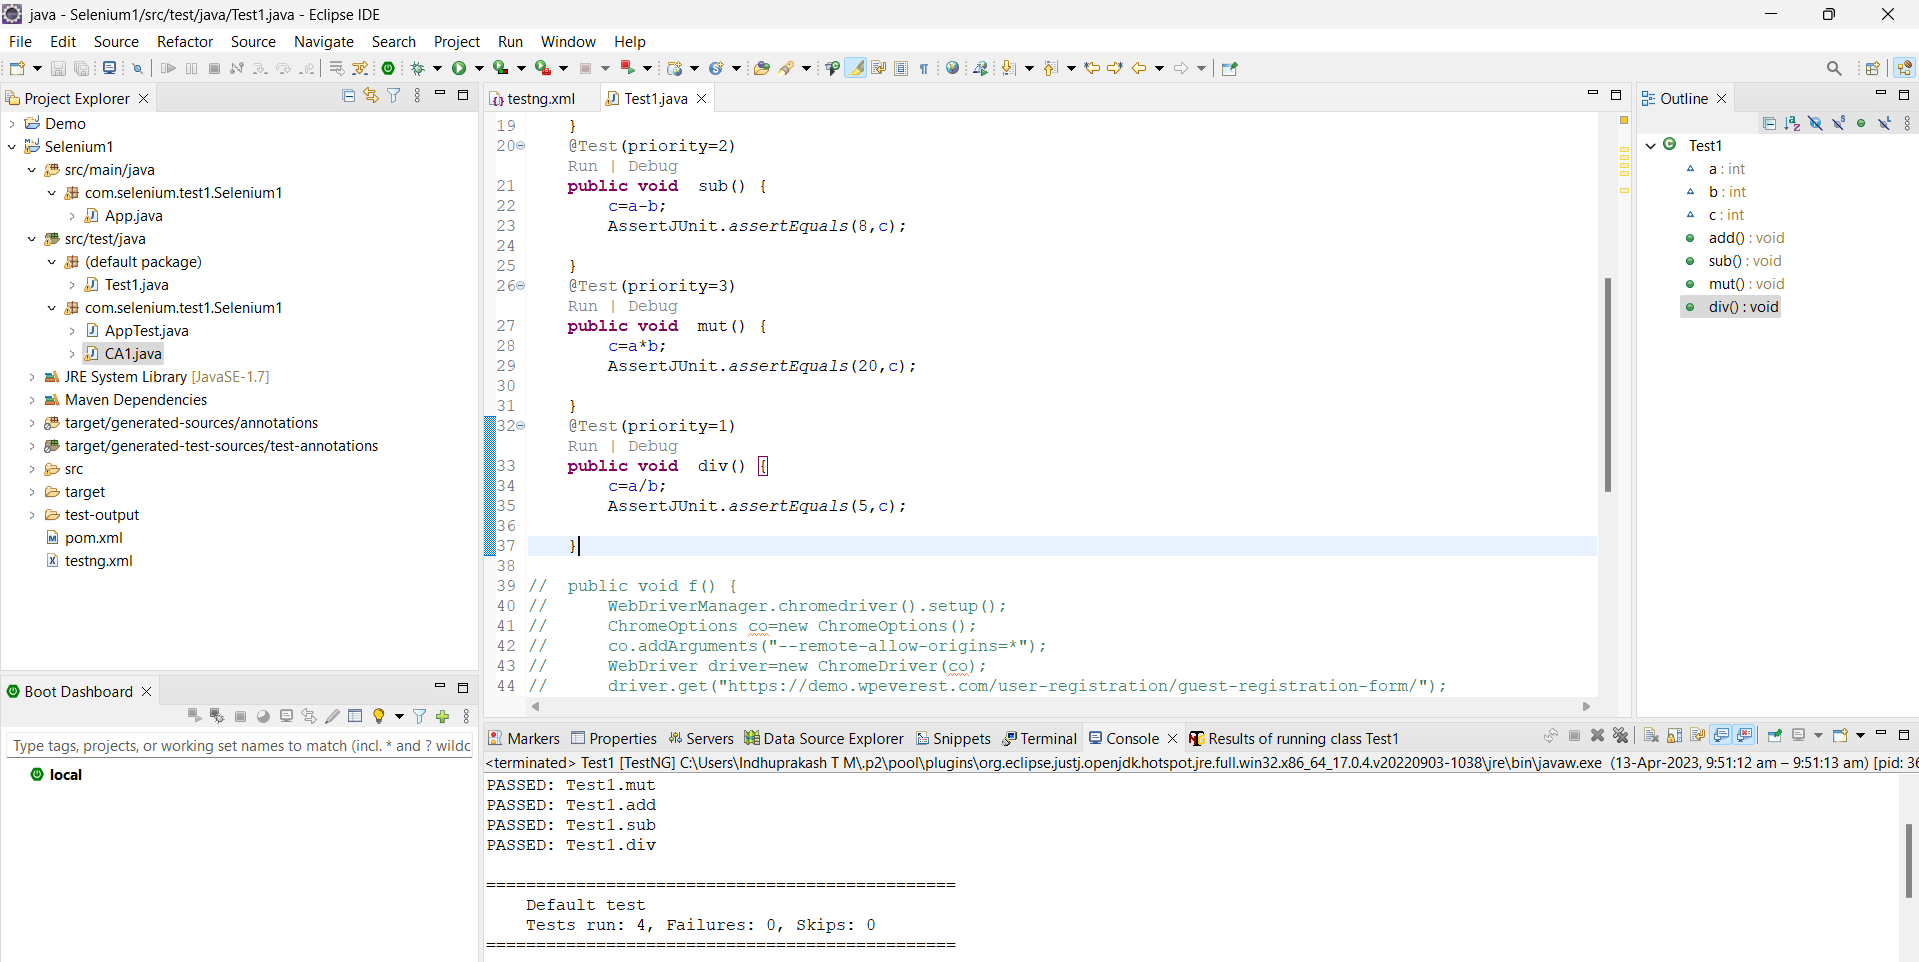 java - Selenium1/src/test/java/Test1.java - Eclipse IDE
File Edit Source Refactor Source Navigate Search Project Run Window Help
Project Explorer
Demo
Selenium1
src/main/java
com.selenium.test1.Selenium1
App.java
src/test/java
(default package)
Test1.java
com.selenium.test1.Selenium1
AppTest.java
CA1.java
JRE System Library [JavaSE-1.7]
Maven Dependencies
target/generated-sources/annotations
target/generated-test-sources/test-annotations
src
target
test-output
pom.xml
testng.xml
Boot Dashboard
Type tags, projects, or working set names to match (incl. * and ? wildc
local
testng.xml Test1.java
19 }
20 @Test(priority=2)
Run | Debug
21 public void sub() {
22 c=a-b;
23 AssertJUnit.assertEquals(8,c);
24
25 }
26 @Test(priority=3)
Run | Debug
27 public void mut() {
28 c=a*b;
29 AssertJUnit.assertEquals(20,c);
30
31 }
32 @Test(priority=1)
Run | Debug
33 public void div() {
34 c=a/b;
35 AssertJUnit.assertEquals(5,c);
36
37 }
38
39 // public void f() {
40 // WebDriverManager.chromedriver().setup();
41 // ChromeOptions co=new ChromeOptions();
42 // co.addArguments("--remote-allow-origins=*");
43 // WebDriver driver=new ChromeDriver(co);
44 // driver.get("https://demo.wpeverest.com/user-registration/guest-registration-form/");
Outline
Test1
a : int
b : int
c : int
add() : void
sub() : void
mut() : void
div() : void
Markers Properties Servers Data Source Explorer Snippets Terminal Console Results of running class Test1
<terminated> Test1 [TestNG] C:\Users\Indhuprakash T M\.p2\pool\plugins\org.eclipse.justj.openjdk.hotspot.jre.full.win32.x86_64_17.0.4.v20220903-1038\jre\bin\javaw.exe (13-Apr-2023, 9:51:12 am – 9:51:13 am) [pid: 36
PASSED: Test1.mut
PASSED: Test1.add
PASSED: Test1.sub
PASSED: Test1.div
===============================================
Default test
Tests run: 4, Failures: 0, Skips: 0
===============================================